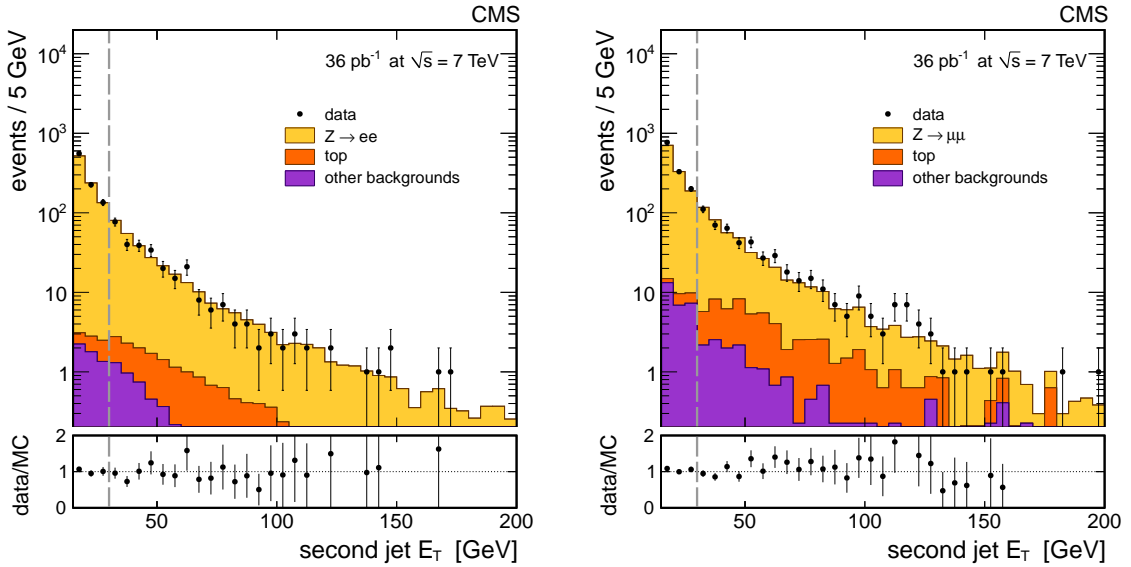 CMS
events / 5 GeV
10⁴
10³
10²
10
1
36 pb⁻¹ at √s = 7 TeV
data
Z → ee
top
other backgrounds
data/MC
2
1
0
50 100 150 200
second jet E_T [GeV]
CMS
events / 5 GeV
10⁴
10³
10²
10
1
36 pb⁻¹ at √s = 7 TeV
data
Z → μμ
top
other backgrounds
data/MC
2
1
0
50 100 150 200
second jet E_T [GeV]